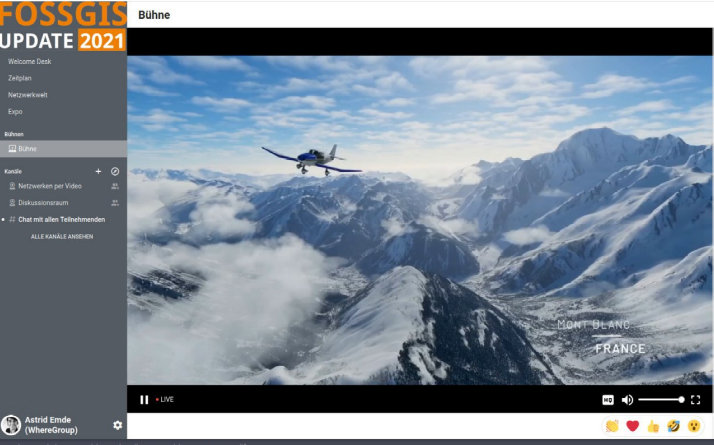 FOSSGIS
UPDATE 2021
Welcome Desk
Zeitplan
Netzwerkwelt
Expo
Bühnen
Bühne
Kanäle
Netzwerken per Video
Diskussionsraum
# Chat mit allen Teilnehmenden
ALLE KANÄLE ANSEHEN
Astrid Emde
(WhereGroup)
Bühne
MONT BLANC
FRANCE
LIVE
HQ